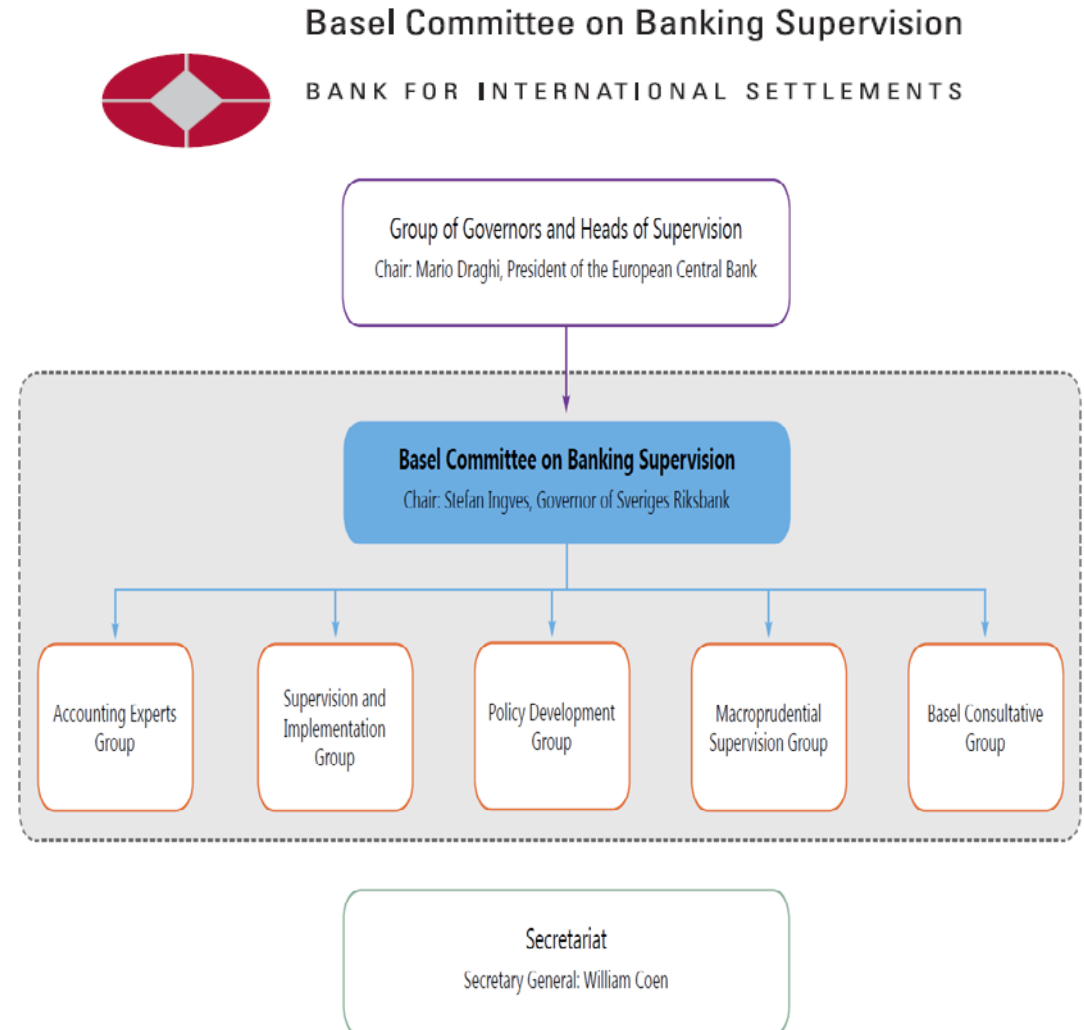 Basel Committee on Banking Supervision
BANK FOR INTERNATIONAL SETTLEMENTS
Group of Governors and Heads of Supervision
Chair: Mario Draghi, President of the European Central Bank
Basel Committee on Banking Supervision
Chair: Stefan Ingves, Governor of Sveriges Riksbank
Accounting Experts
Group
Supervision and
Implementation
Group
Policy Development
Group
Macroprudential
Supervision Group
Basel Consultative
Group
Secretariat
Secretary General: William Coen